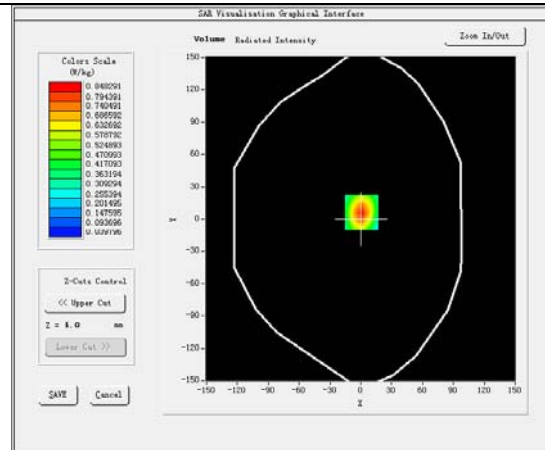 SAR Visualisation Graphical Interface
Volume Radiated Intensity
Zoom In/Out
Colors Scale
(W/kg)
0.848291
0.794391
0.740491
0.686592
0.632692
0.578792
0.524893
0.470993
0.417093
0.363194
0.309294
0.255394
0.201495
0.147595
0.093696
Z-Cuts Control
<< Upper Cut
Z = 4.0 mm
Lower Cut >>
SAVE
Cancel
150
120
90
60
30
0
-30
-60
-90
-120
-150
Y
-150 -120 -90 -60 -30 0 30 60 90 120 150
X